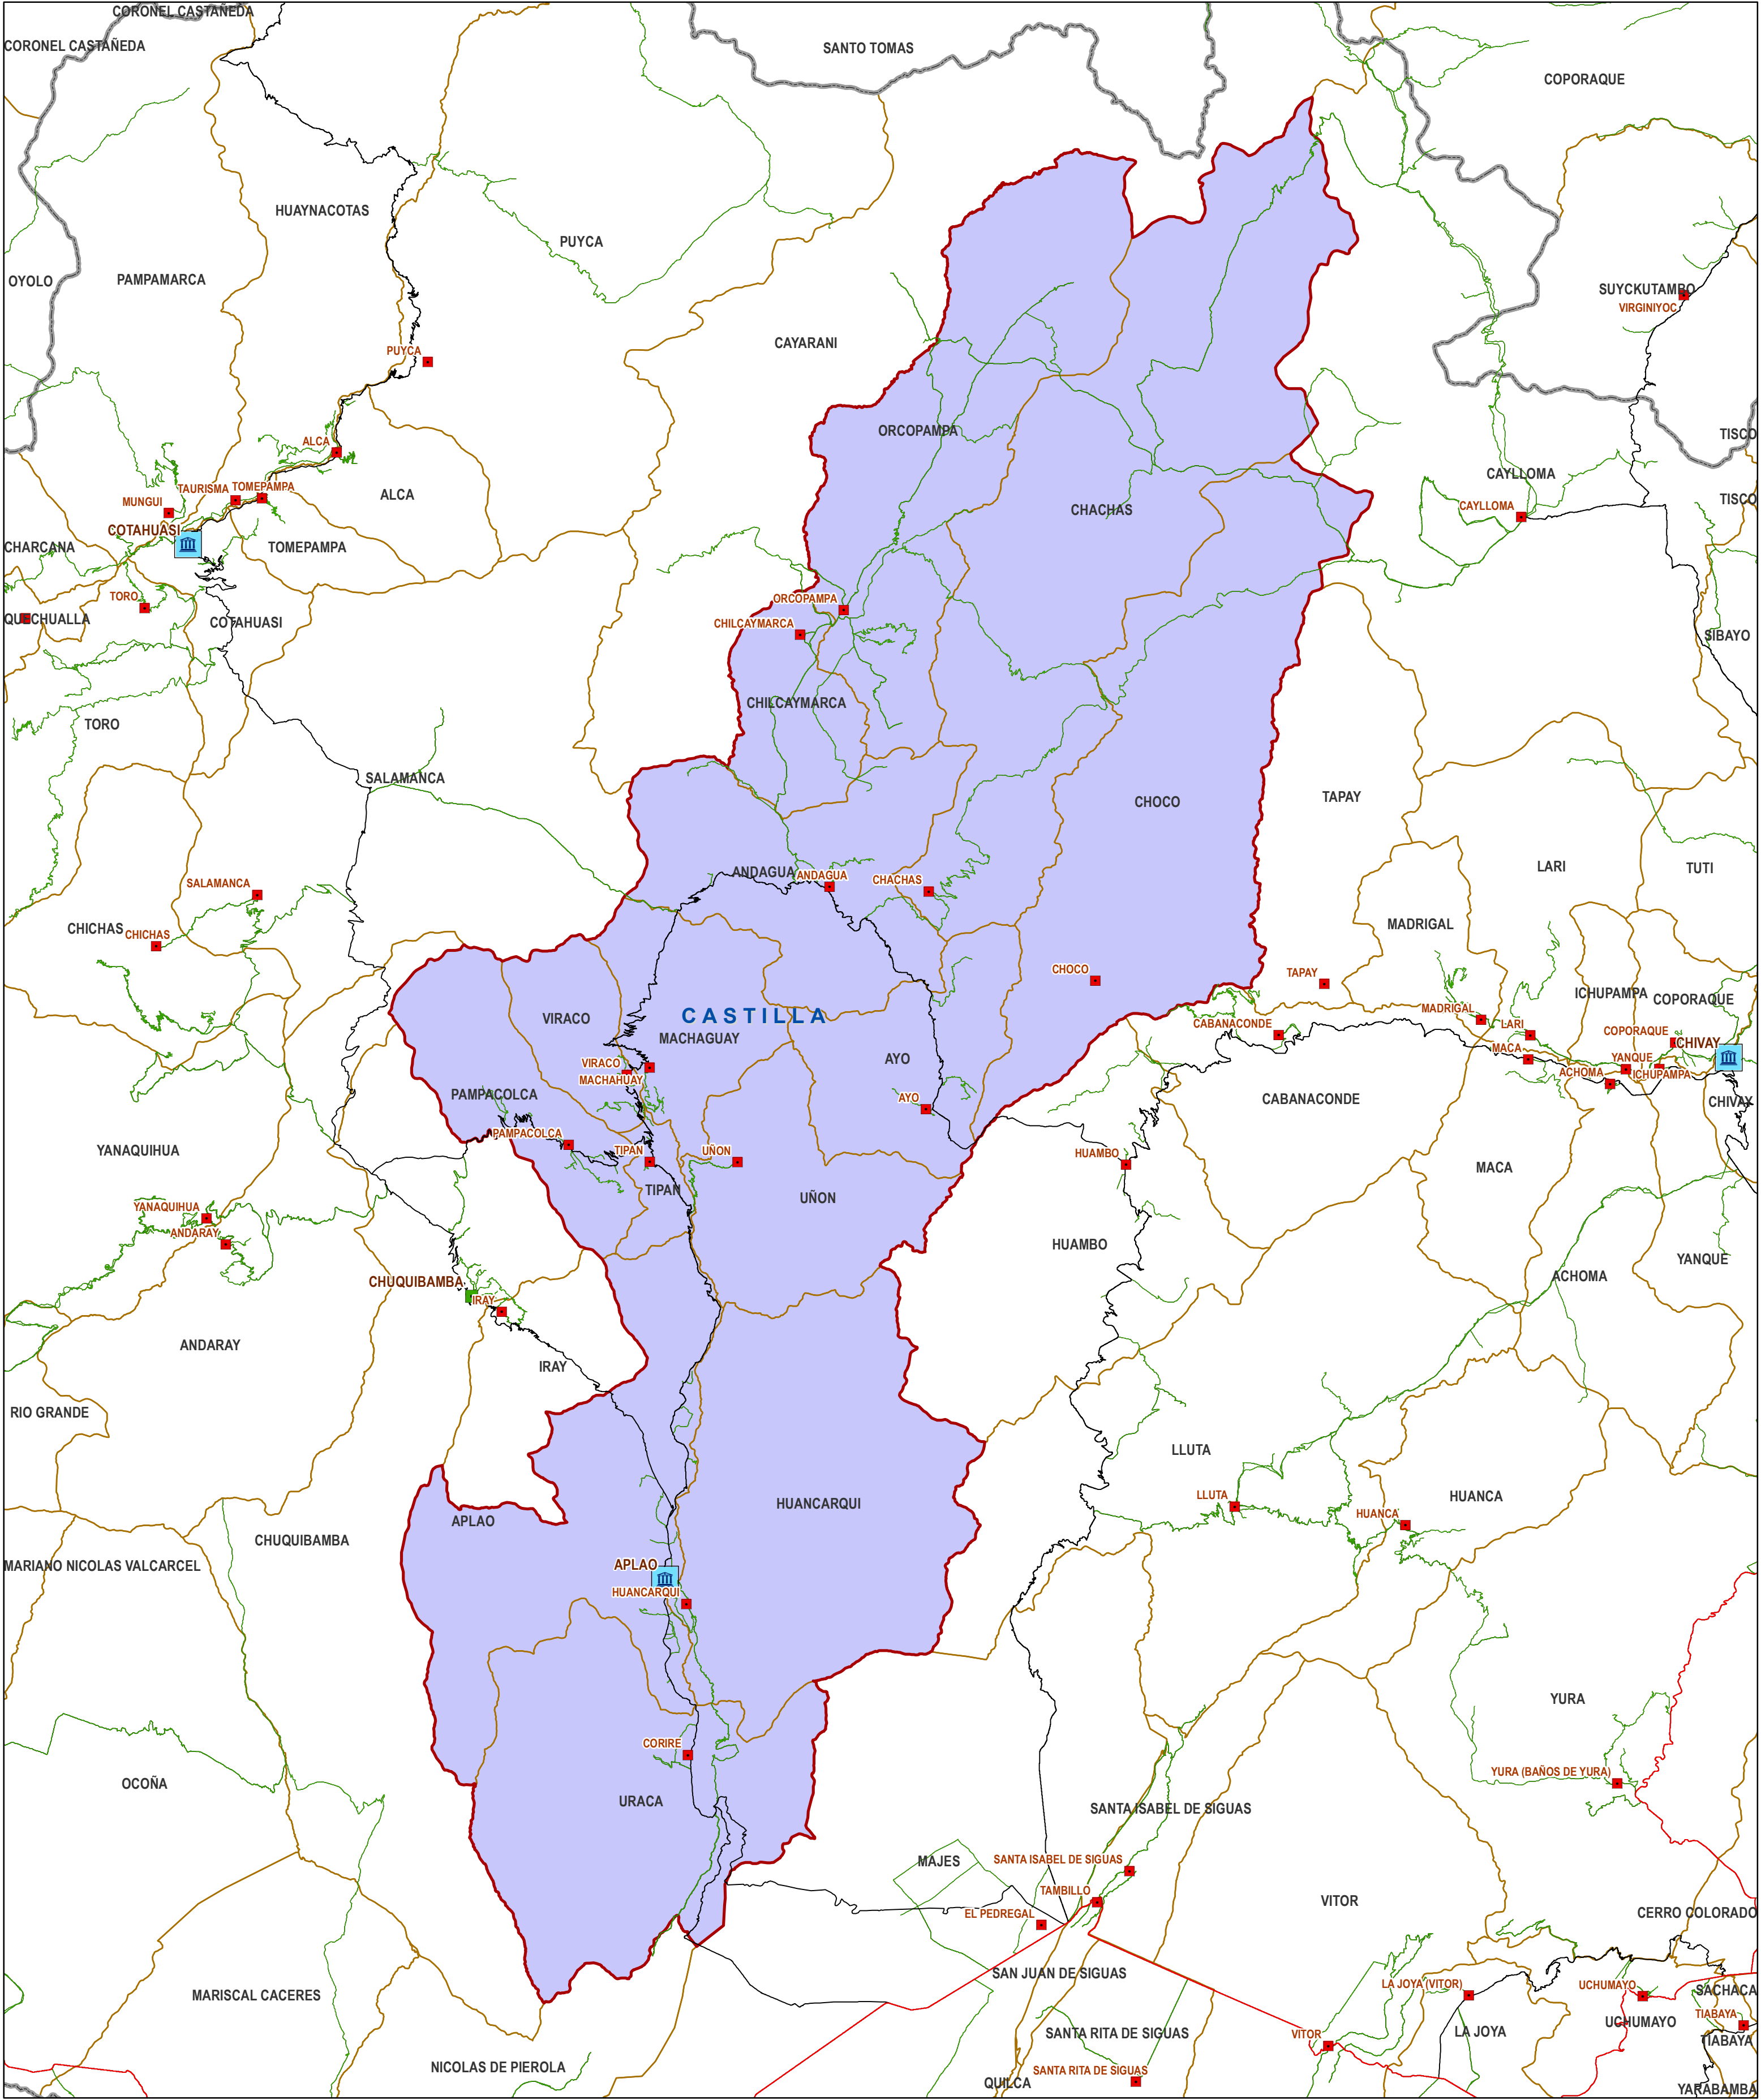 CORONEL CASTAÑEDA
CORONEL CASTAÑEDA
SANTO TOMAS
COPORAQUE
HUAYNACOTAS
PUYCA
OYOLO
PAMPAMARCA
SUYCKUTAMBO
VIRGINIYOC
CAYARANI
PUYCA
ORCOPAMPA
TISCO
ALCA
CAYLLOMA
TAURISMA
TOMEPAMPA
ALCA
MUNGUI
CHACHAS
CAYLLOMA
TISCO
COTAHUASI
CHARCANA
TOMEPAMPA
TORO
ORCOPAMPA
QUECHUALLA
COTAHUASI
CHILCAYMARCA
SIBAYO
CHILCAYMARCA
TORO
SALAMANCA
CHOCO
TAPAY
LARI
TUTI
ANDAGUA
ANDAGUA
CHACHAS
SALAMANCA
CHICHAS
CHICHAS
MADRIGAL
CHOCO
TAPAY
ICHUPAMPA
COPORAQUE
VIRACO
CASTILLA
MADRIGAL
CABANACONDE
LARI
COPORAQUE
MACHAGUAY
CHIVAY
MACA
YANQUE
AYO
VIRACO
ACHOMA
ICHUPAMPA
MACHAHUAY
PAMPACOLCA
AYO
CABANACONDE
CHIVAY
PAMPACOLCA
YANAQUIHUA
TIPAN
UÑON
HUAMBO
MACA
TIPAN
UÑON
YANAQUIHUA
ANDARAY
HUAMBO
YANQUE
ACHOMA
CHUQUIBAMBA
IRAY
ANDARAY
IRAY
RIO GRANDE
LLUTA
LLUTA
HUANCA
HUANCARQUI
HUANCA
APLAO
CHUQUIBAMBA
MARIANO NICOLAS VALCARCEL
APLAO
HUANCARQUI
YURA
CORIRE
YURA (BAÑOS DE YURA)
OCOÑA
URACA
SANTA ISABEL DE SIGUAS
MAJES
SANTA ISABEL DE SIGUAS
TAMBILLO
VITOR
EL PEDREGAL
CERRO COLORADO
SAN JUAN DE SIGUAS
LA JOYA (VITOR)
UCHUMAYO
SACHACA
MARISCAL CACERES
TIABAYA
UCHUMAYO
SANTA RITA DE SIGUAS
VITOR
LA JOYA
TIABAYA
NICOLAS DE PIEROLA
SANTA RITA DE SIGUAS
QUILCA
YARABAMBA